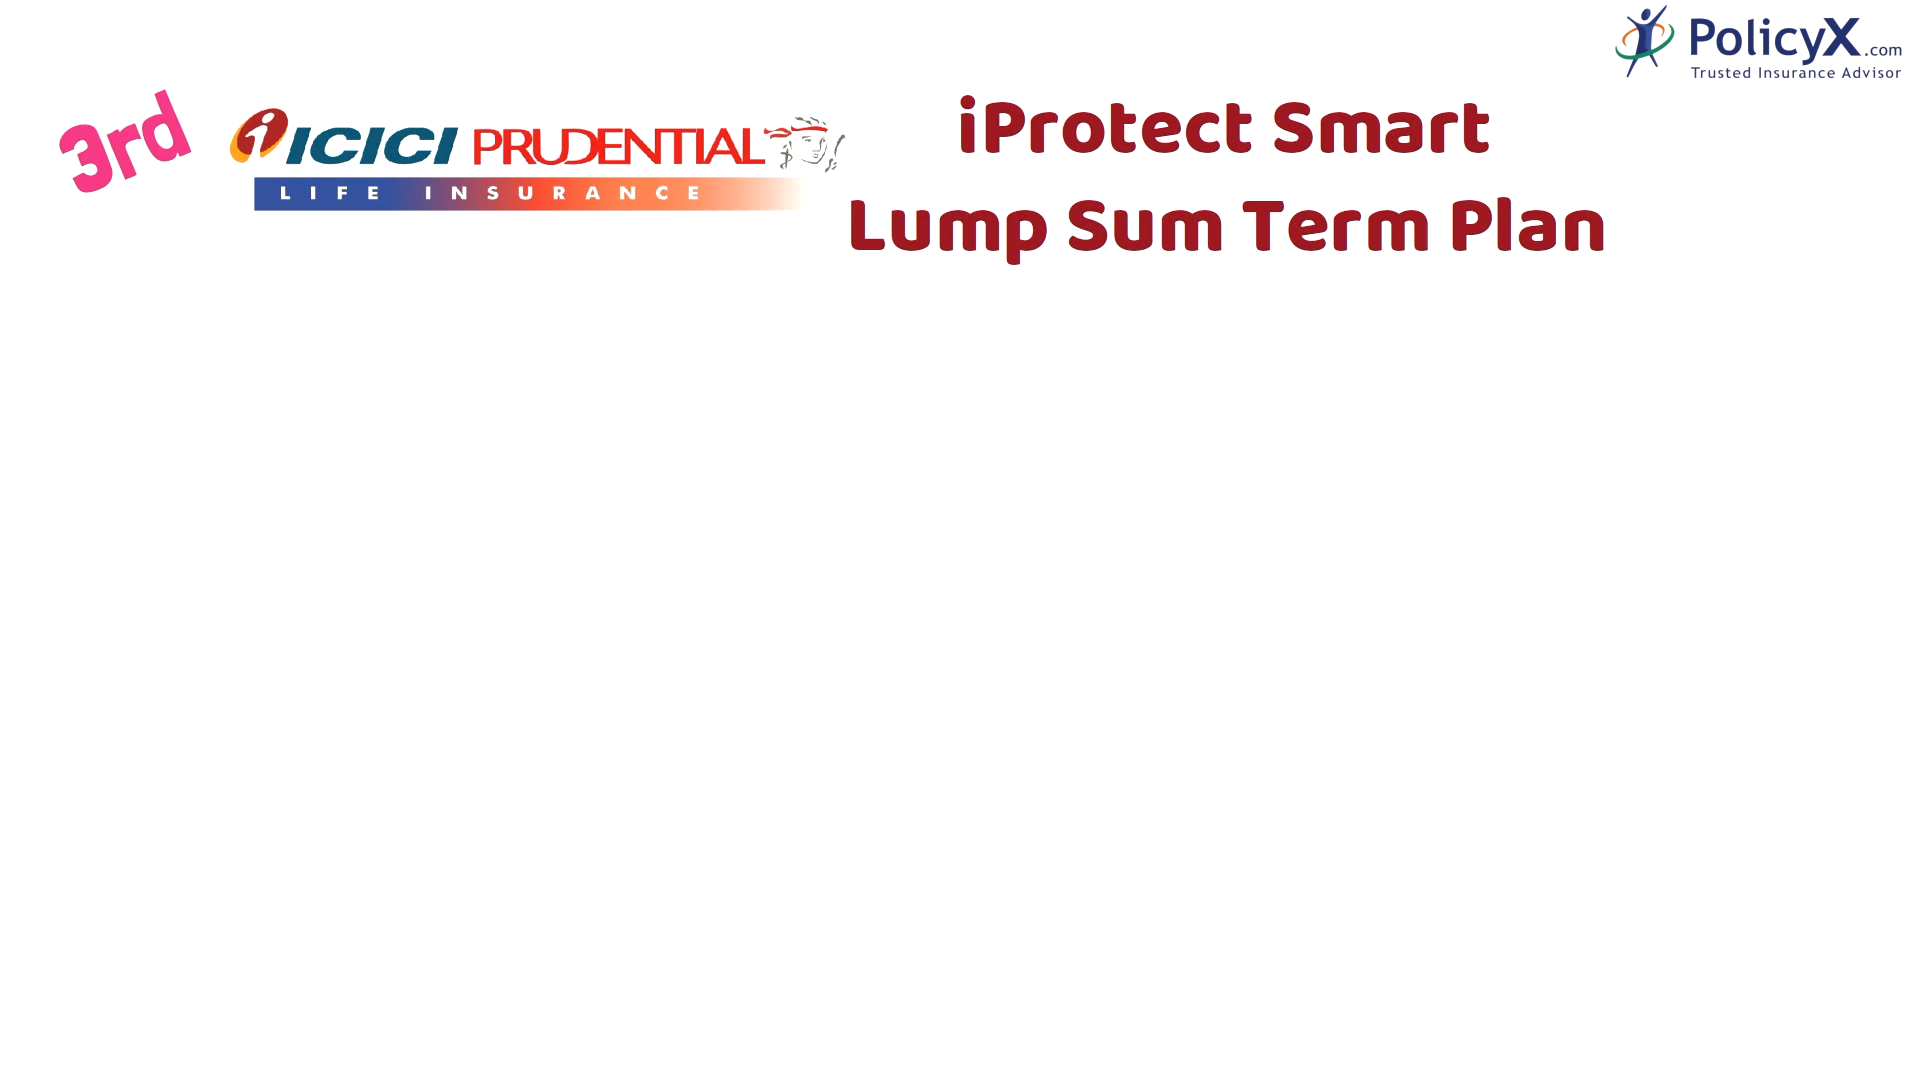 PolicyX.com
Trusted Insurance Advisor
3rd
ICICI PRUDENTIAL
LIFE INSURANCE
iProtect Smart
Lump Sum Term Plan